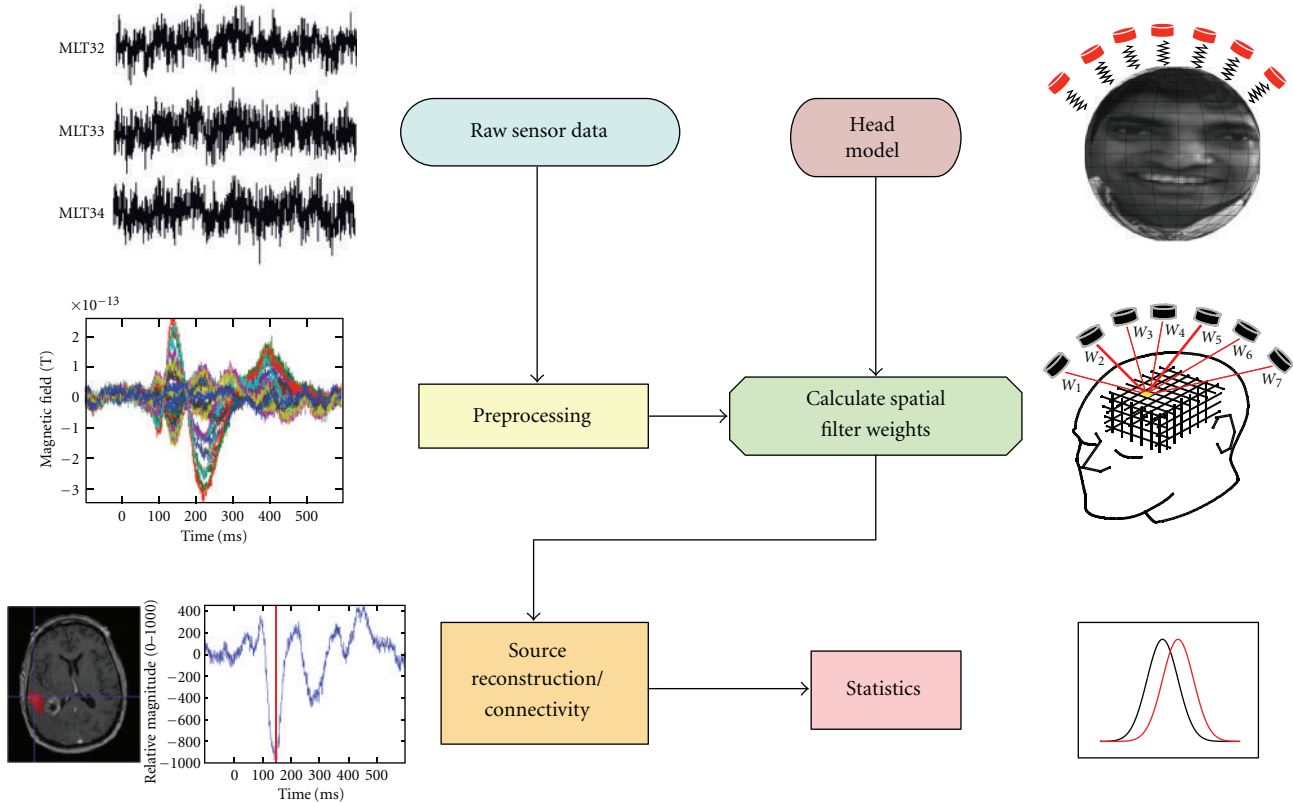 MLT32
MLT33
MLT34
Raw sensor data
Head
model
×10−13
2
1
0
−1
−2
−3
Magnetic field (T)
0 100 200 300 400 500
Time (ms)
Preprocessing
Calculate spatial
filter weights
W1
W2
W3
W4
W5
W6
W7
400
200
0
−200
−400
−600
−800
−1000
Relative magnitude (0–1000)
0 100 200 300 400 500
Time (ms)
Source
reconstruction/
connectivity
Statistics